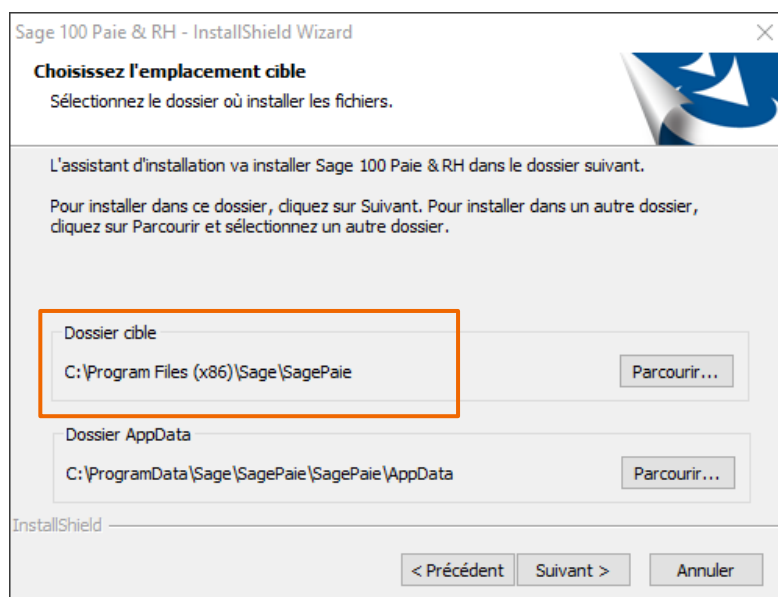 Sage 100 Paie & RH - InstallShield Wizard
Choisissez l'emplacement cible
Sélectionnez le dossier où installer les fichiers.
L'assistant d'installation va installer Sage 100 Paie & RH dans le dossier suivant.
Pour installer dans ce dossier, cliquez sur Suivant. Pour installer dans un autre dossier,
cliquez sur Parcourir et sélectionnez un autre dossier.
Dossier cible
C:\Program Files (x86)\Sage\SagePaie
Parcourir...
Dossier AppData
C:\ProgramData\Sage\SagePaie\SagePaie\AppData
Parcourir...
InstallShield
< Précédent
Suivant >
Annuler